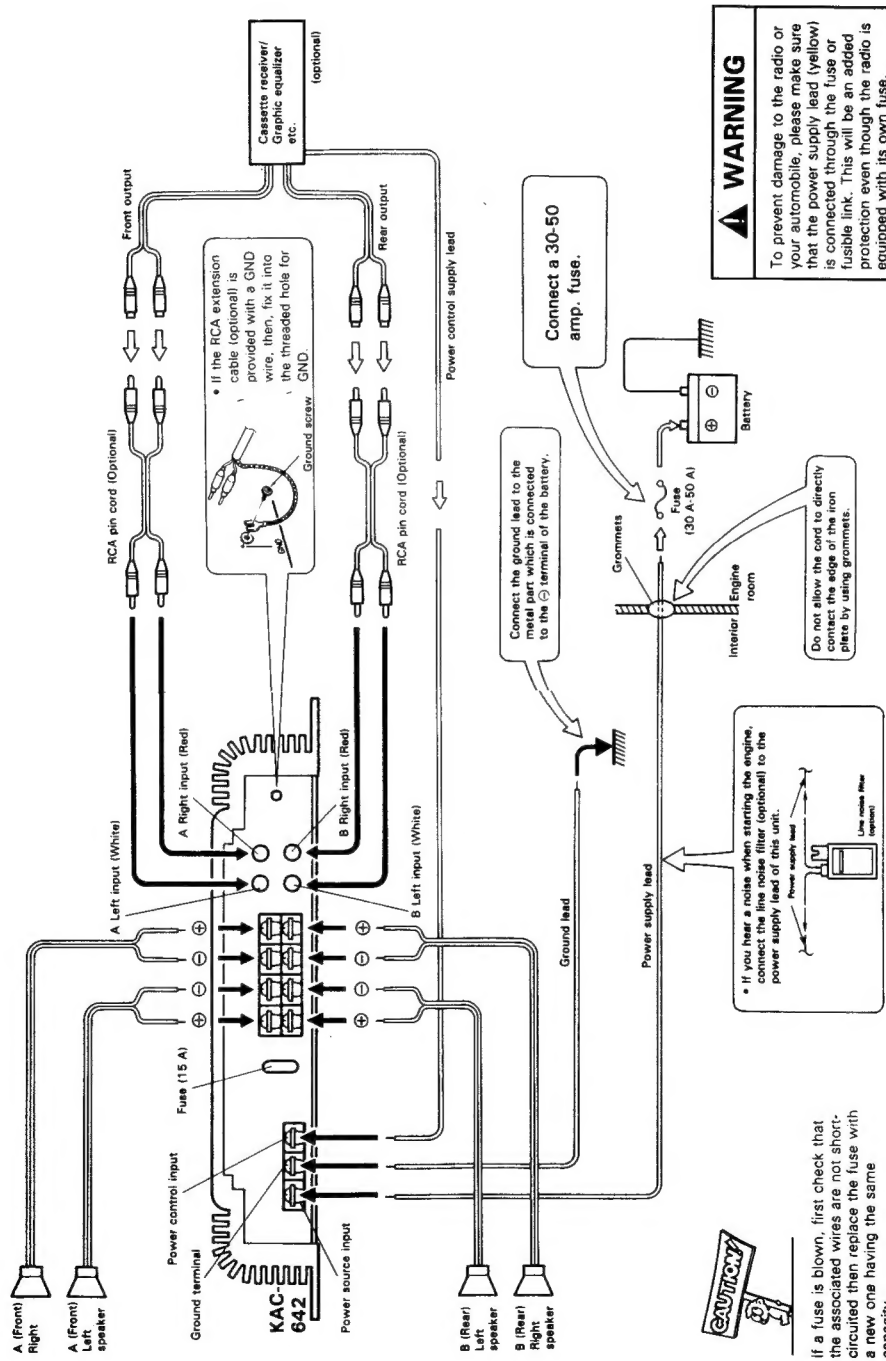 A (Front)
Right
A (Front)
Left
speaker
Ground terminal
Power control input
Fuse (15 A)
KAC-
642
Power source input
B (Rear)
Left
speaker
B (Rear)
Right
speaker
A Left input (White)
A Right input (Red)
B Right input (Red)
B Left input (White)
⊕ ⊖ ⊖ ⊕
⊕ ⊖ ⊖ ⊕
RCA pin cord (Optional)
Front output
• If the RCA extension
cable (optional) is
provided with a GND
wire, then, fix it into
the threaded hole for
GND.
Ground screw
GND
RCA pin cord (Optional)
Rear output
Cassette receiver/
Graphic equalizer
etc.
(optional)
Power control supply lead
Connect the ground lead to the
metal part which is connected
to the ⊖ terminal of the battery.
Ground lead
Connect a 30-50
amp. fuse.
Power supply lead
Grommets
Fuse
(30 A-50 A)
Interior
Engine
room
⊕ ⊖
Battery
Do not allow the cord to directly
contact the edge of the iron
plate by using grommets.
• If you hear a noise when starting the engine,
connect the line noise filter (optional) to the
power supply lead of this unit.
Power supply lead
Line noise filter
(option)
CAUTION!
If a fuse is blown, first check that
the associated wires are not short-
circuited then replace the fuse with
a new one having the same
WARNING
To prevent damage to the radio or
your automobile, please make sure
that the power supply lead (yellow)
is connected through the fuse or
fusible link. This will be an added
protection even though the radio is
equipped with its own fuse.